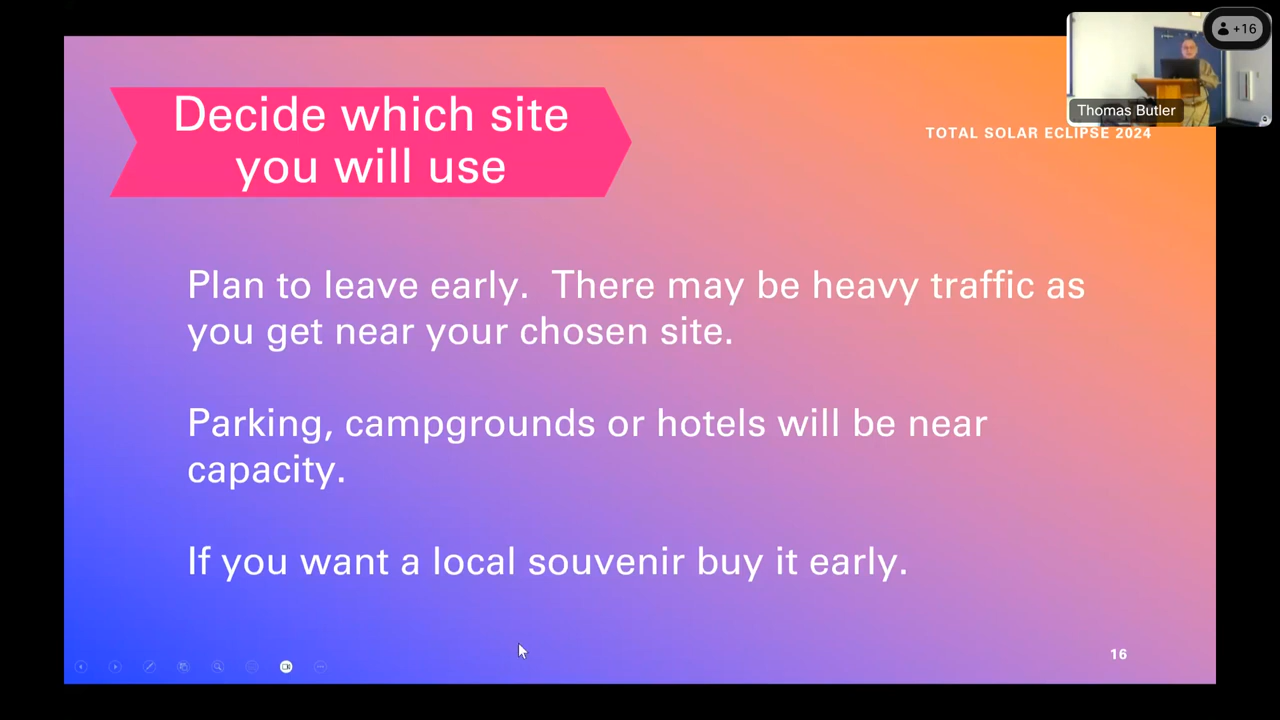 +16
Thomas Butler
Decide which site
you will use
TOTAL SOLAR ECLIPSE 2024
Plan to leave early.  There may be heavy traffic as
you get near your chosen site.
Parking, campgrounds or hotels will be near
capacity.
If you want a local souvenir buy it early.
16